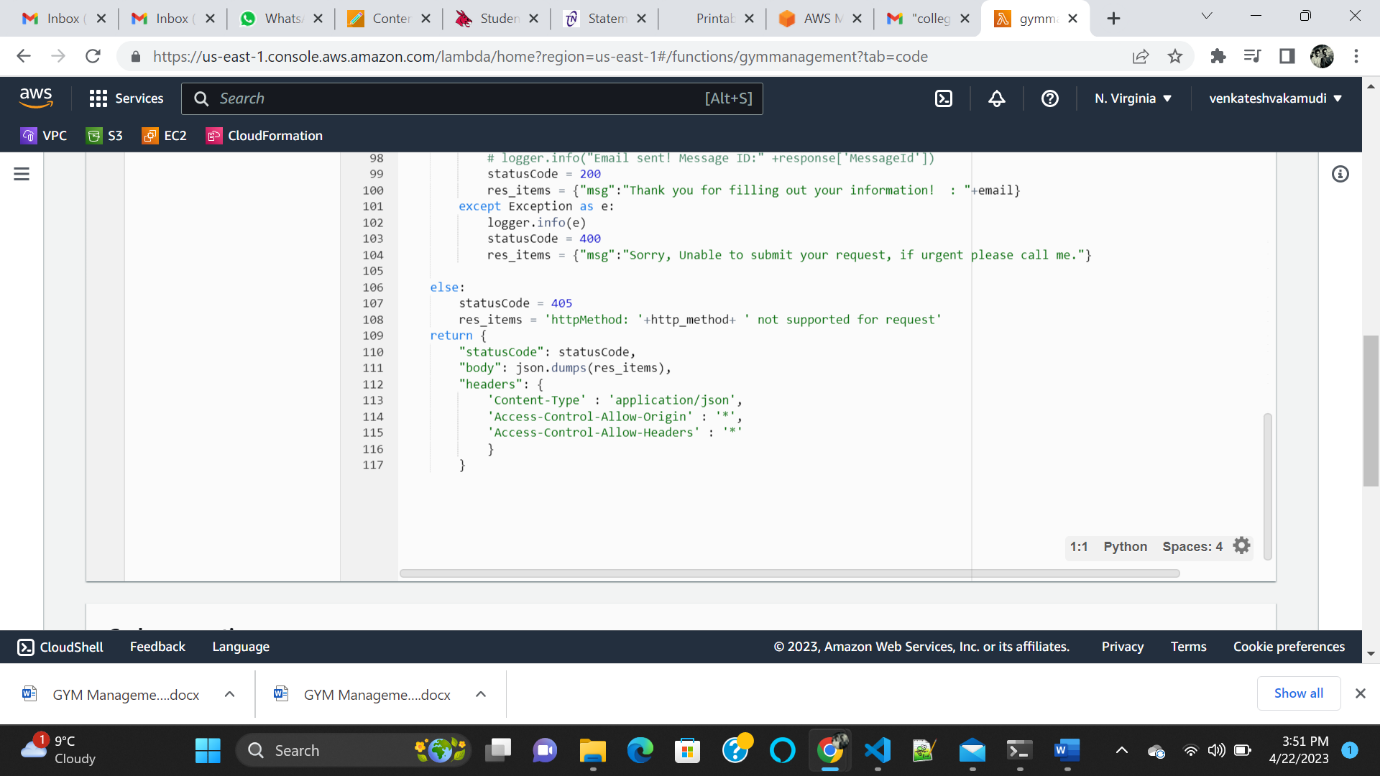 Inbox (
Inbox (
Whats
Conter
Studen
Statem
Printab
AWS M
"colleg
gymm
https://us-east-1.console.aws.amazon.com/lambda/home?region=us-east-1#/functions/gymmanagement?tab=code
aws
Services
Search
[Alt+S]
N. Virginia
venkateshvakamudi
VPC
S3
EC2
CloudFormation
98 # logger.info("Email sent! Message ID:" +response['MessageId'])
99 statusCode = 200
100 res_items = {"msg":"Thank you for filling out your information!  : "+email}
101 except Exception as e:
102 logger.info(e)
103 statusCode = 400
104 res_items = {"msg":"Sorry, Unable to submit your request, if urgent please call me."}
105
106 else:
107 statusCode = 405
108 res_items = 'httpMethod: '+http_method+ ' not supported for request'
109 return {
110 "statusCode": statusCode,
111 "body": json.dumps(res_items),
112 "headers": {
113 'Content-Type' : 'application/json',
114 'Access-Control-Allow-Origin' : '*',
115 'Access-Control-Allow-Headers' : '*'
116 }
117 }
1:1 Python Spaces: 4
CloudShell
Feedback
Language
© 2023, Amazon Web Services, Inc. or its affiliates.
Privacy
Terms
Cookie preferences
GYM Manageme....docx
GYM Manageme....docx
Show all
1
9°C
Cloudy
Search
3:51 PM
4/22/2023
1